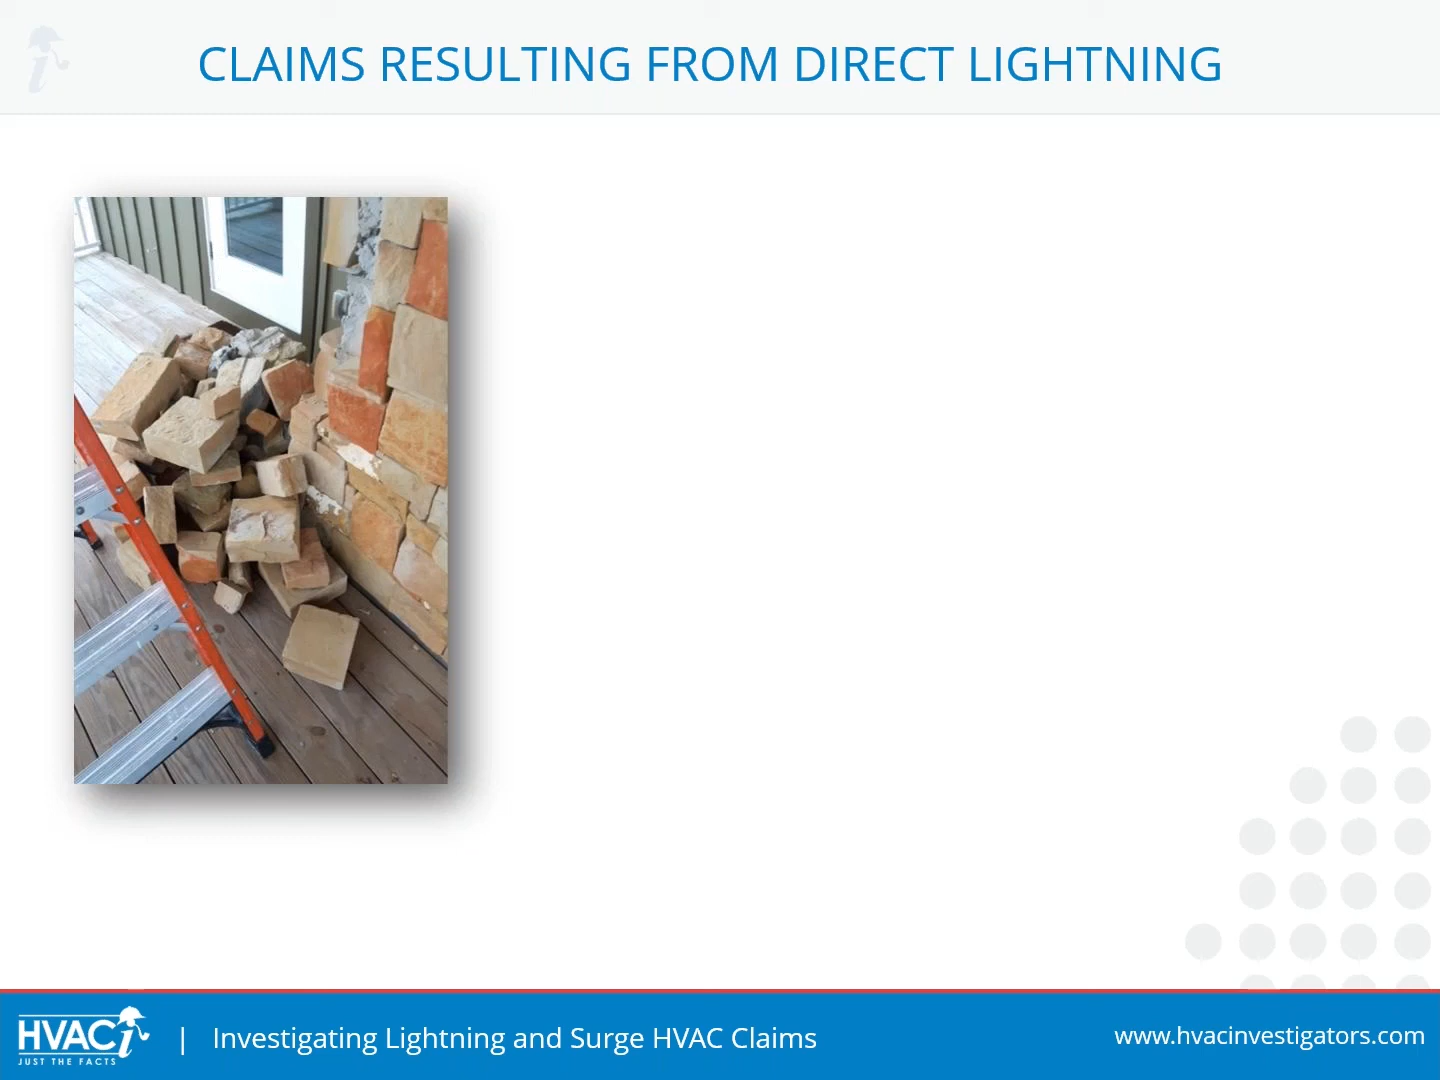 CLAIMS RESULTING FROM DIRECT LIGHTNING
HVACi
JUST THE FACTS
| Investigating Lightning and Surge HVAC Claims
www.hvacinvestigators.com